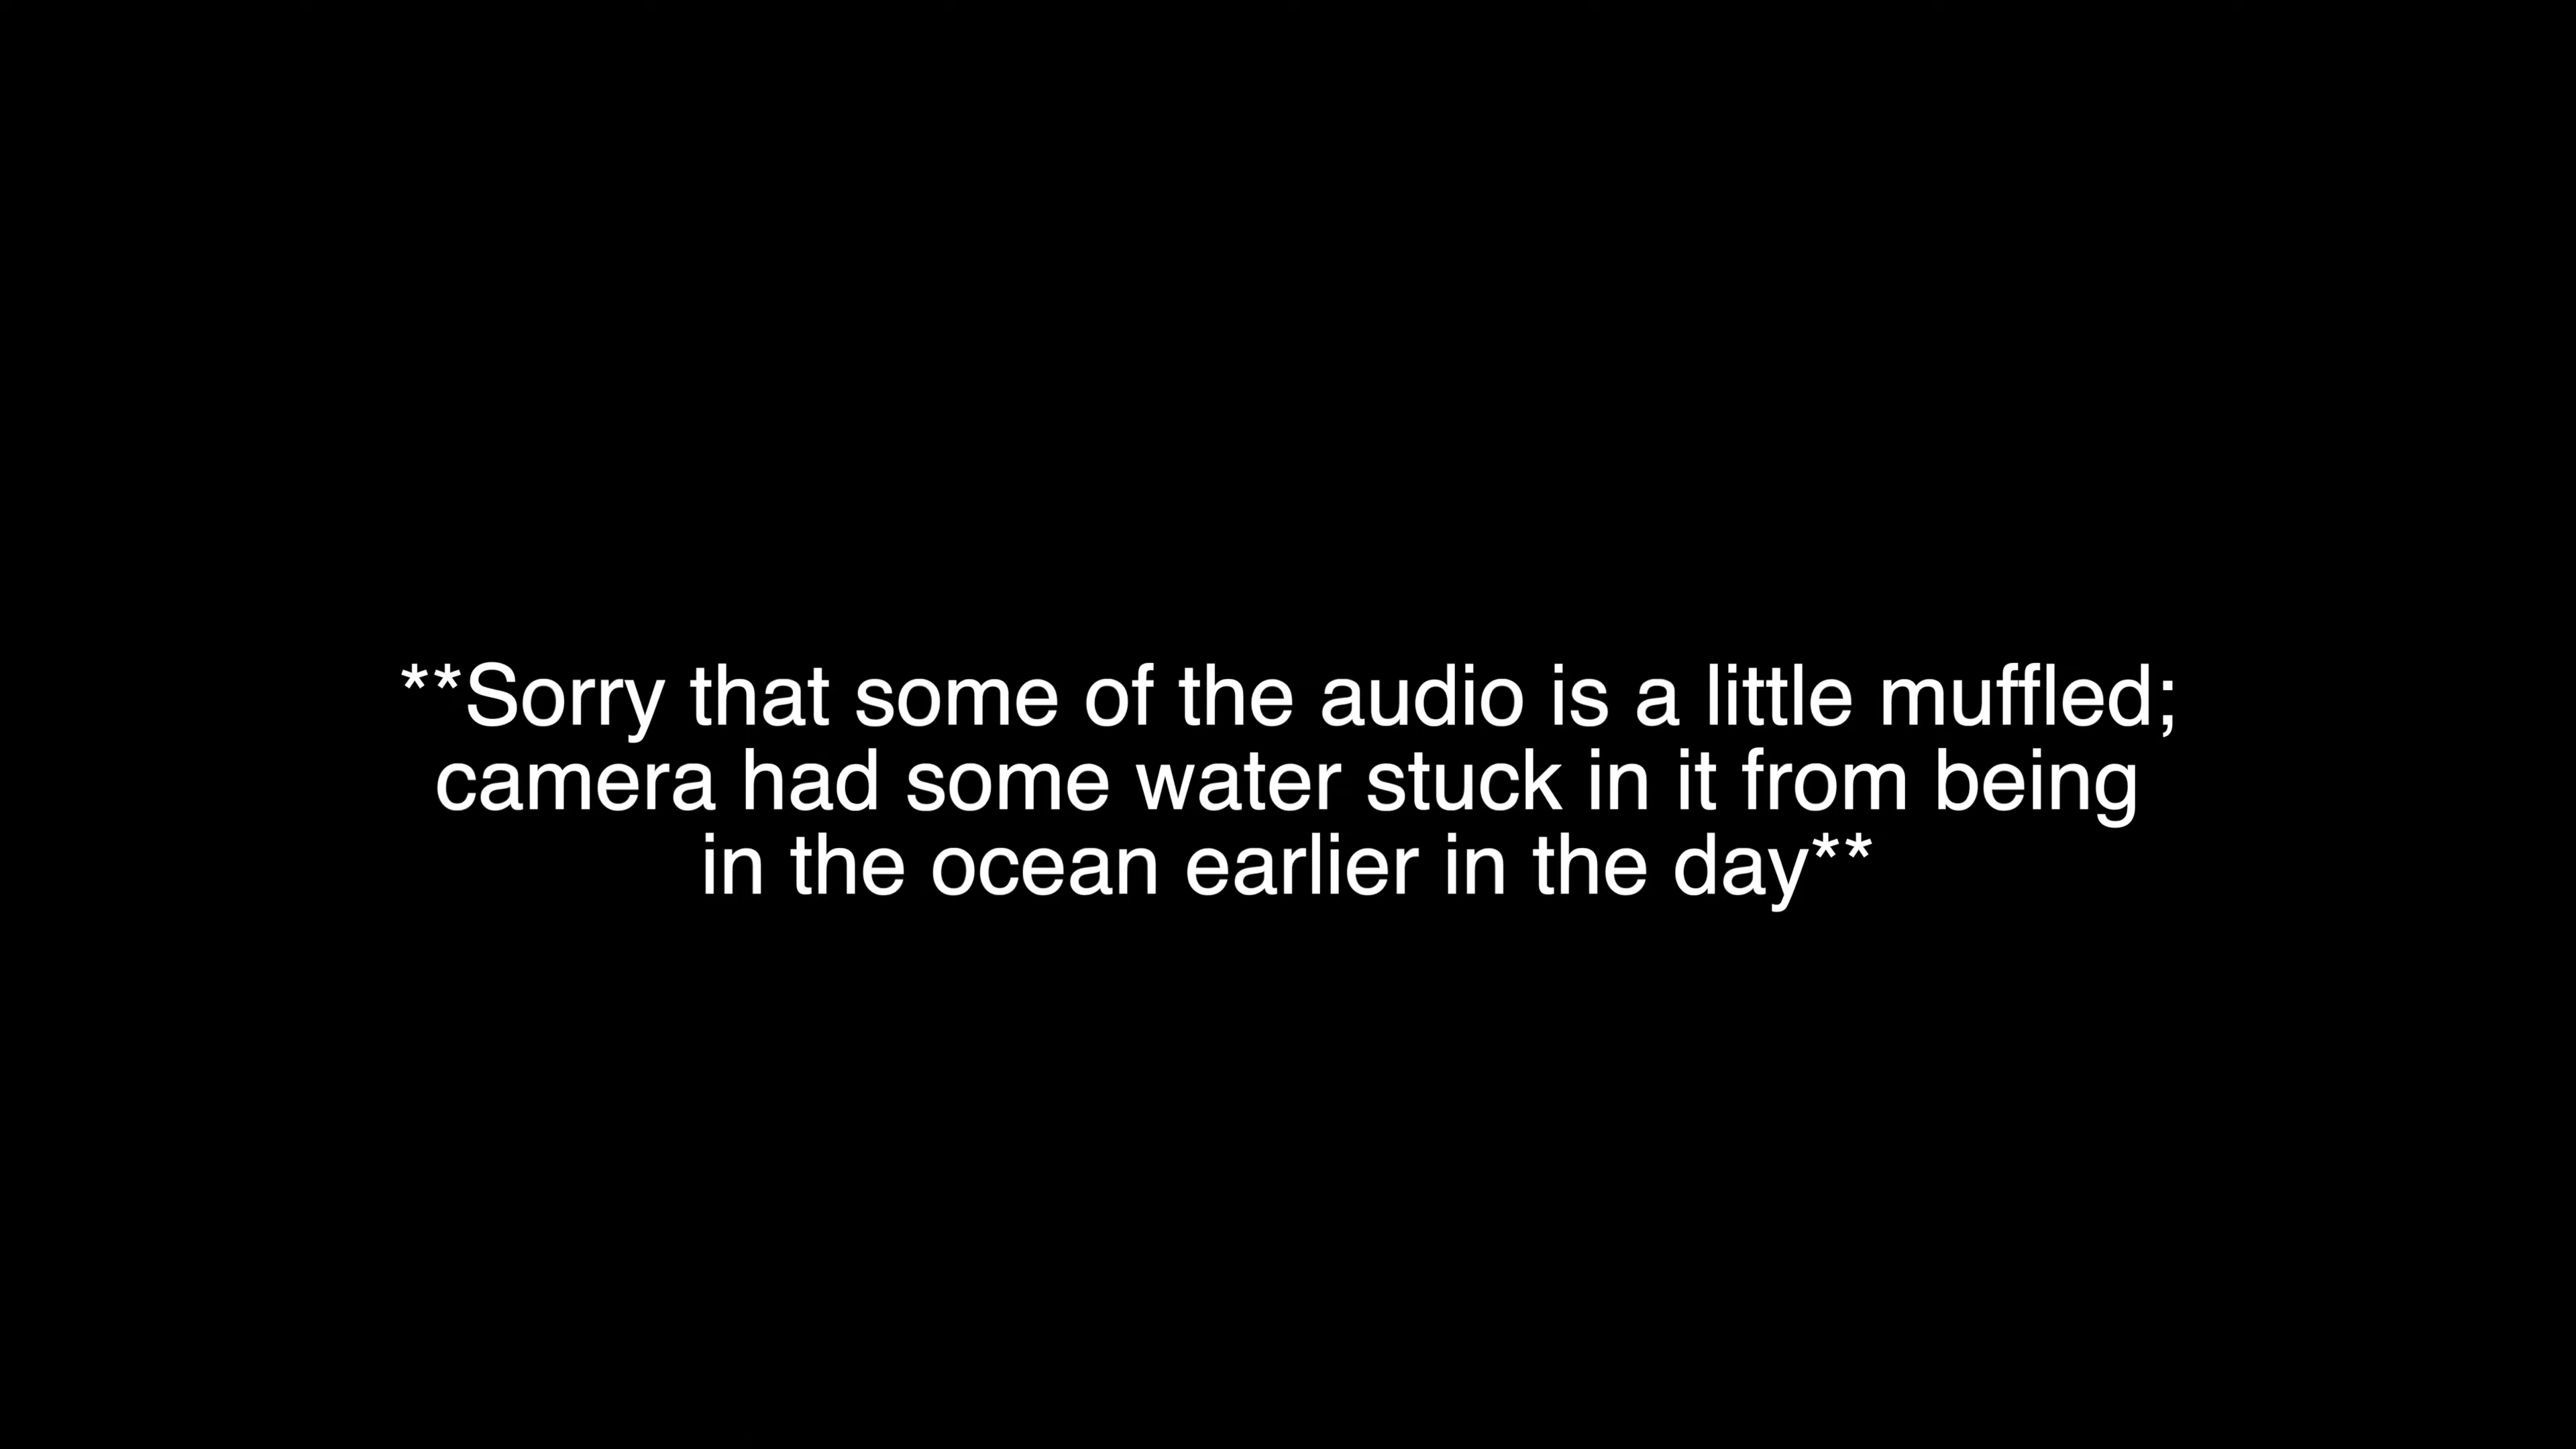 **Sorry that some of the audio is a little muffled;
camera had some water stuck in it from being
in the ocean earlier in the day**